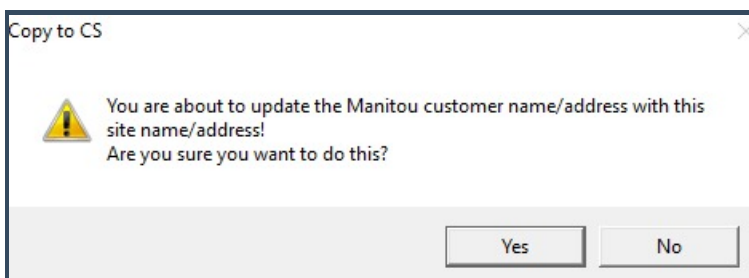 Copy to CS
You are about to update the Manitou customer name/address with this
site name/address!
Are you sure you want to do this?
Yes
No